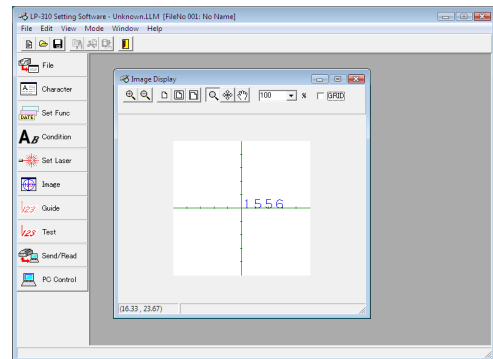 LP-310 Setting Software - Unknown.LLM [FileNo 001: No Name]
File Edit View Mode Window Help
File
Character
DATE Set Func
Condition
Set Laser
Image
123 Guide
123 Test
Send/Read
PC Control
Image Display
100 % GRID
1556
(16.33 , 23.67)